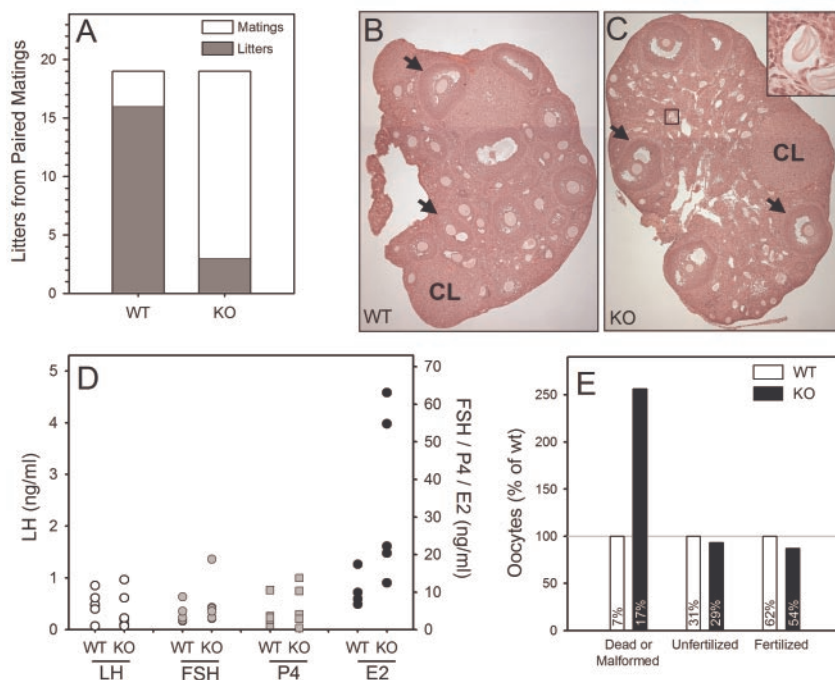 A
Matings
Litters
Litters from Paired Matings
20
15
10
5
0
WT
KO
B
CL
WT
C
CL
KO
D
LH (ng/ml)
5
4
3
2
1
0
FSH / P4 / E2 (ng/ml)
70
60
50
40
30
20
10
0
WT KO WT KO WT KO WT KO
LH FSH P4 E2
E
WT
KO
Oocytes (% of wt)
250
200
150
100
50
0
7% 17% 31% 29% 62% 54%
Dead or Unfertilized Fertilized
Malformed